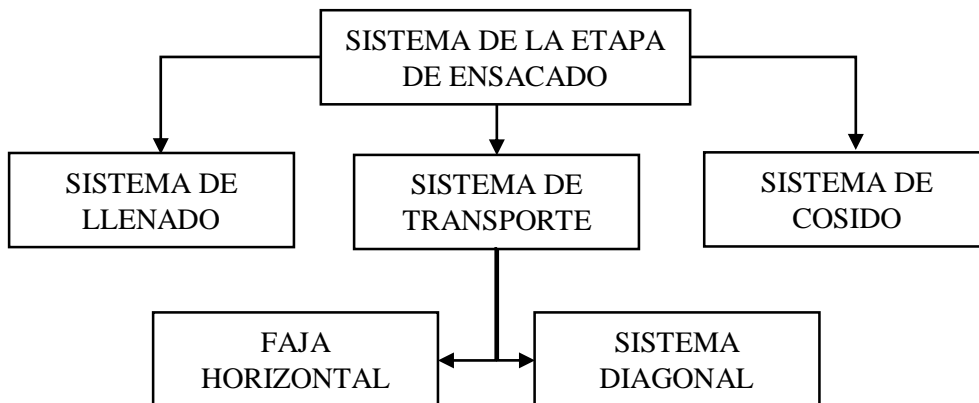 SISTEMA DE LA ETAPA
DE ENSACADO
SISTEMA DE
LLENADO
SISTEMA DE
TRANSPORTE
SISTEMA DE
COSIDO
FAJA
HORIZONTAL
SISTEMA
DIAGONAL